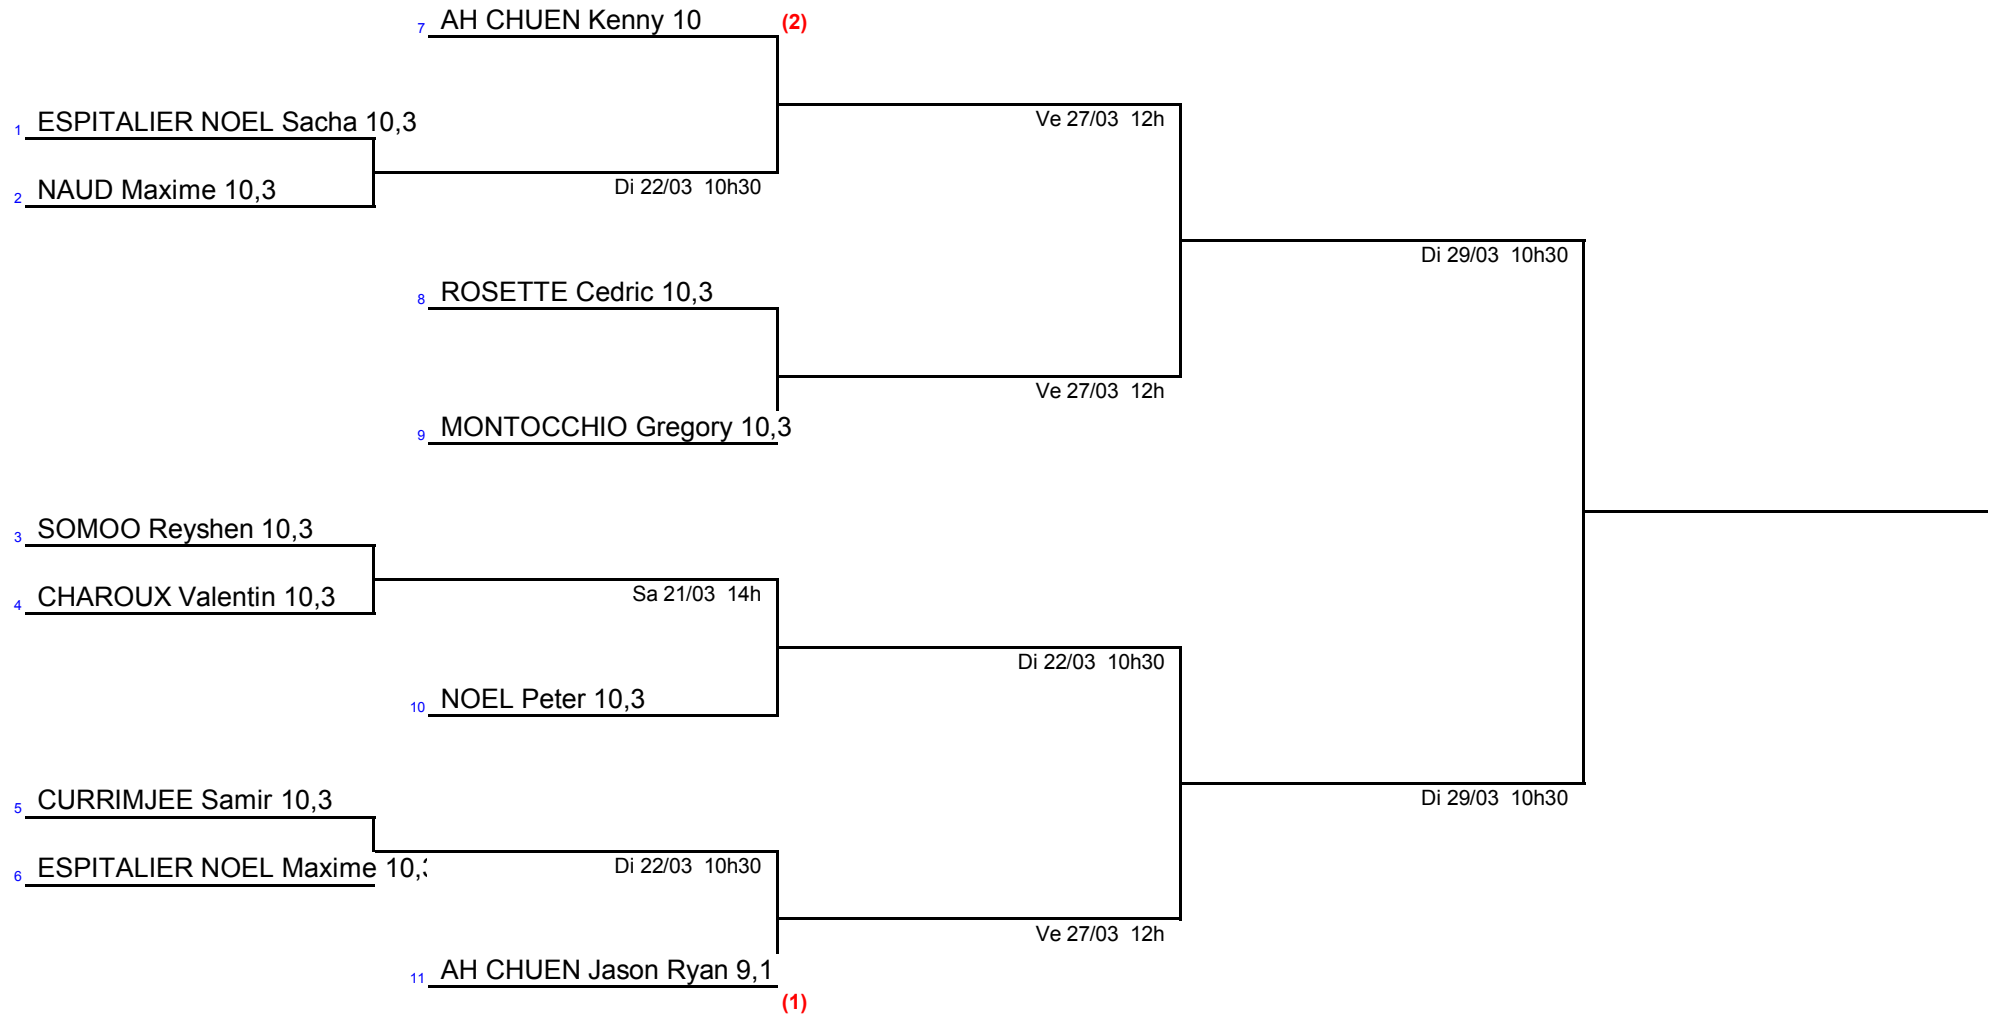 7 AH CHUEN Kenny 10 (2)
1 ESPITALIER NOEL Sacha 10,3
Ve 27/03 12h
2 NAUD Maxime 10,3
Di 22/03 10h30
Di 29/03 10h30
8 ROSETTE Cedric 10,3
Ve 27/03 12h
9 MONTOCCHIO Gregory 10,3
3 SOMOO Reyshen 10,3
4 CHAROUX Valentin 10,3
Sa 21/03 14h
Di 22/03 10h30
10 NOEL Peter 10,3
5 CURRIMJEE Samir 10,3
Di 29/03 10h30
6 ESPITALIER NOEL Maxime 10,
Di 22/03 10h30
Ve 27/03 12h
11 AH CHUEN Jason Ryan 9,1
(1)